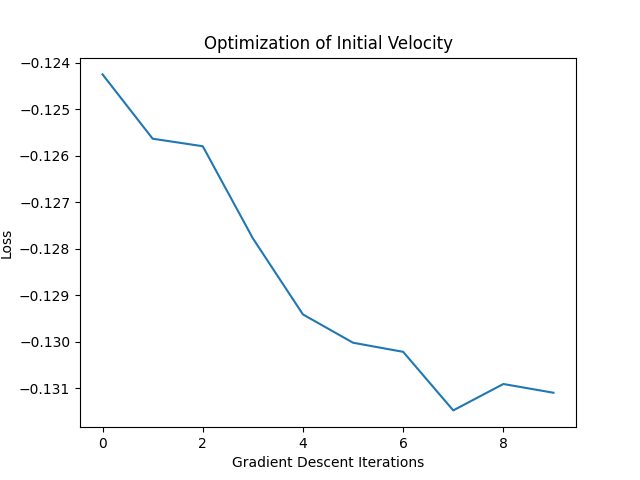 Optimization of Initial Velocity
−0.124
−0.125
−0.126
−0.127
−0.128
−0.129
−0.130
−0.131
Loss
0 2 4 6 8
Gradient Descent Iterations